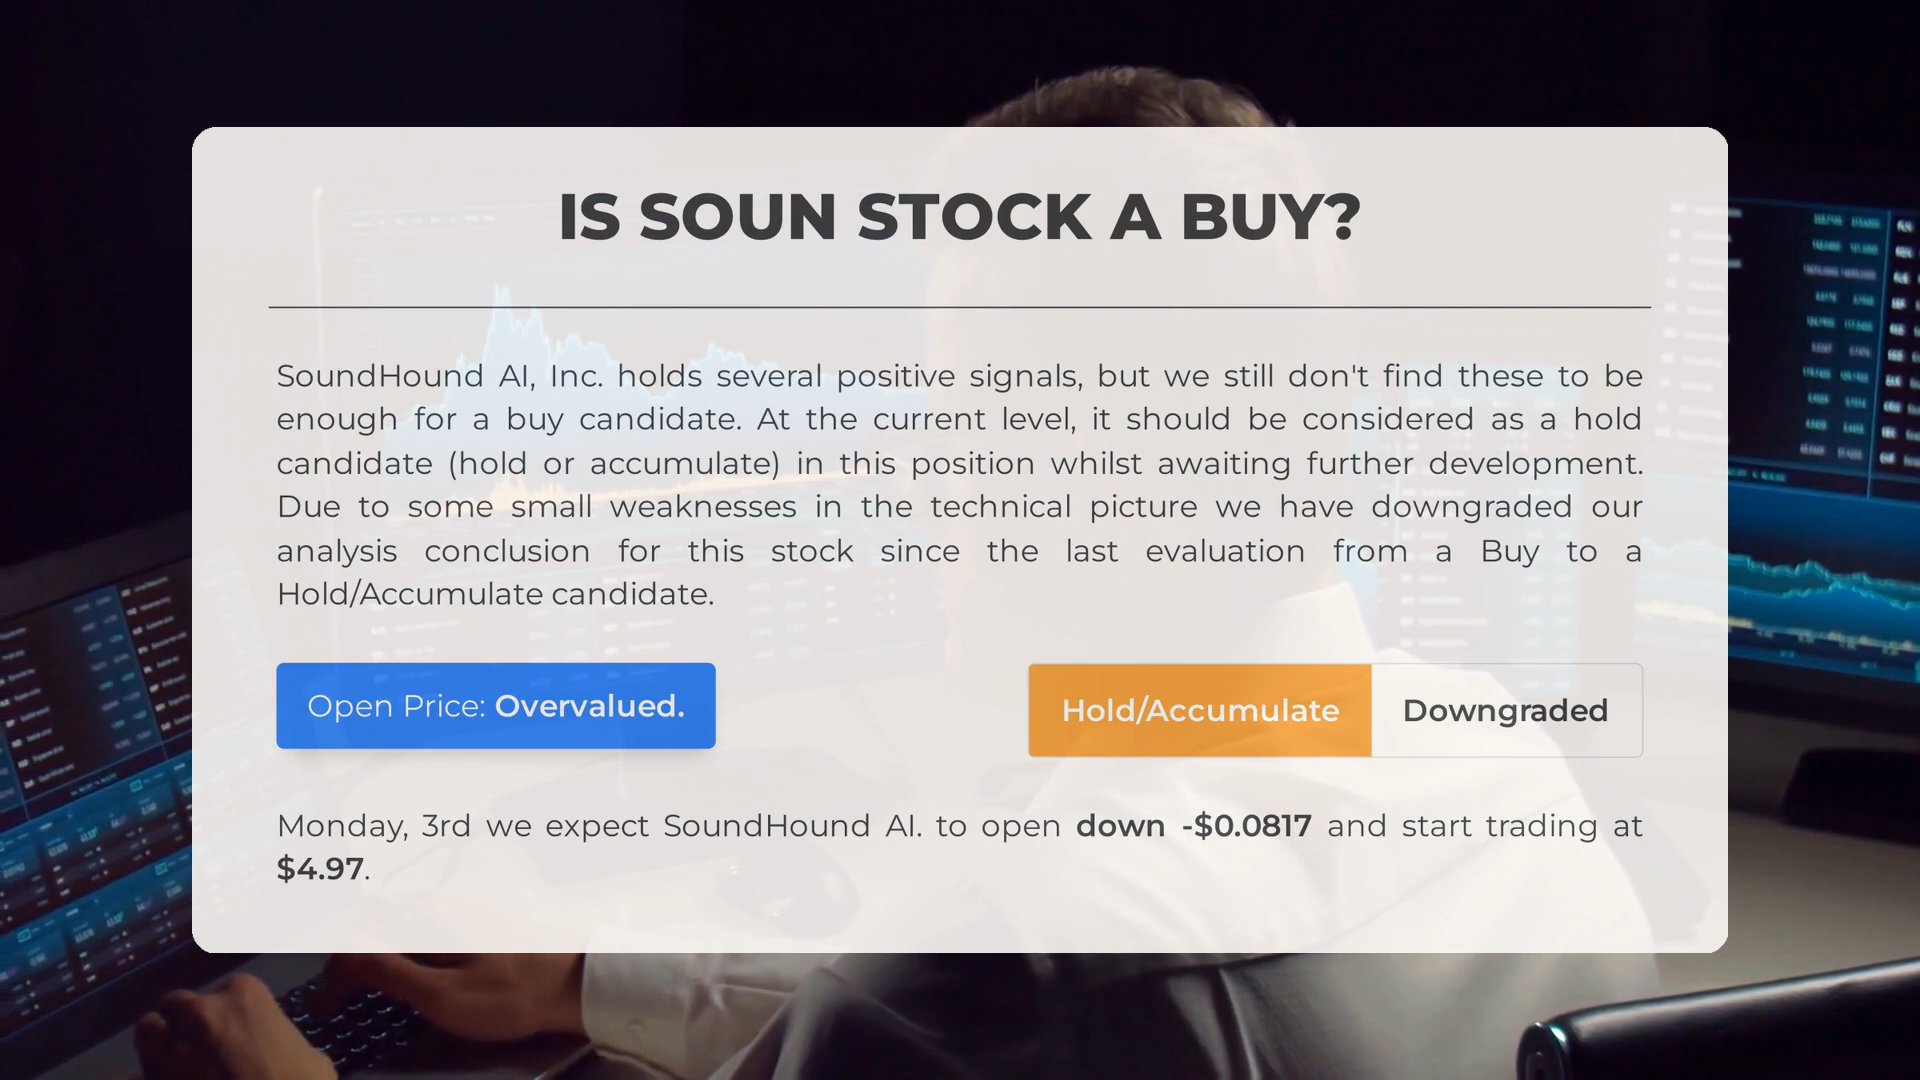 IS SOUN STOCK A BUY?
SoundHound AI, Inc. holds several positive signals, but we still don't find these to be
enough for a buy candidate. At the current level, it should be considered as a hold
candidate (hold or accumulate) in this position whilst awaiting further development.
Due to some small weaknesses in the technical picture we have downgraded our
analysis conclusion for this stock since the last evaluation from a Buy to a
Hold/Accumulate candidate.
Open Price: Overvalued.
Hold/Accumulate Downgraded
Monday, 3rd we expect SoundHound AI. to open down -$0.0817 and start trading at
$4.97.